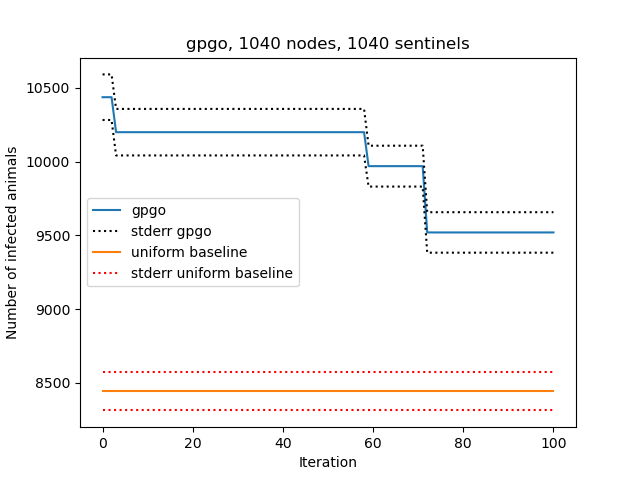 gpgo, 1040 nodes, 1040 sentinels
Number of infected animals
10500
10000
9500
9000
8500
gpgo
stderr gpgo
uniform baseline
stderr uniform baseline
0
20
40
60
80
100
Iteration